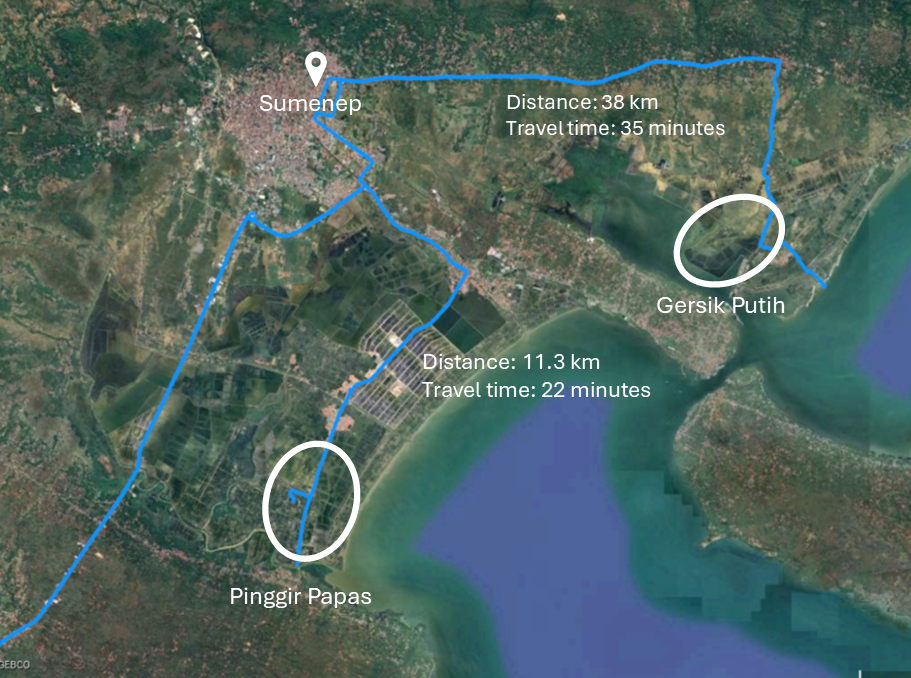 Sumenep
Distance: 38 km
Travel time: 35 minutes
Gersik Putih
Distance: 11.3 km
Travel time: 22 minutes
Pinggir Papas
GEBCO